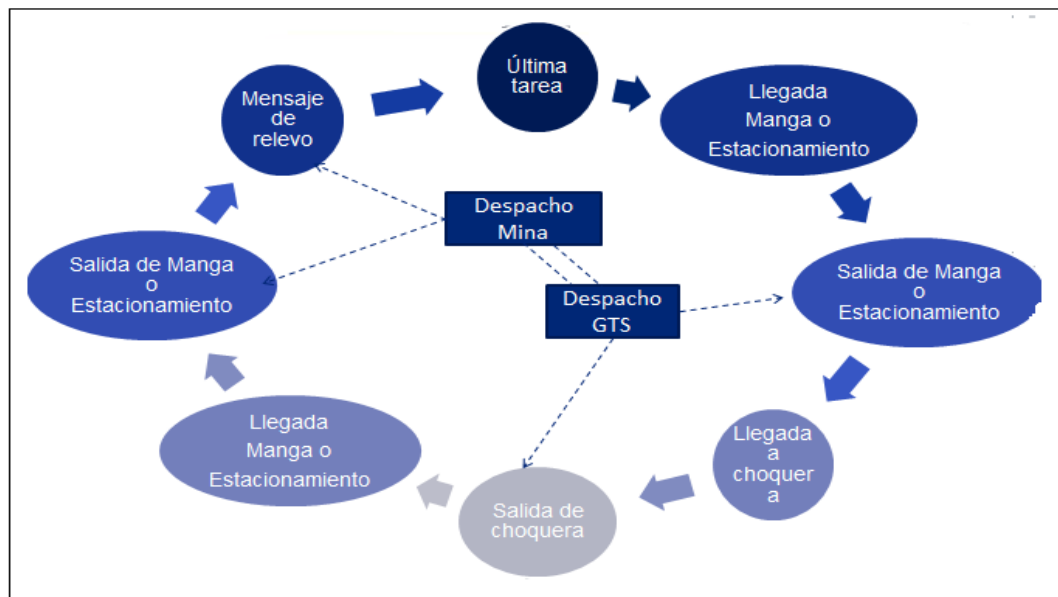 Última
tarea
Llegada
Manga o
Estacionamiento
Mensaje
de
relevo
Despacho
Mina
Salida de Manga
o
Estacionamiento
Salida de Manga
o
Estacionamiento
Despacho
GTS
Llegada
Manga o
Estacionamiento
Llegada
a
choquer
a
Salida de
choquera